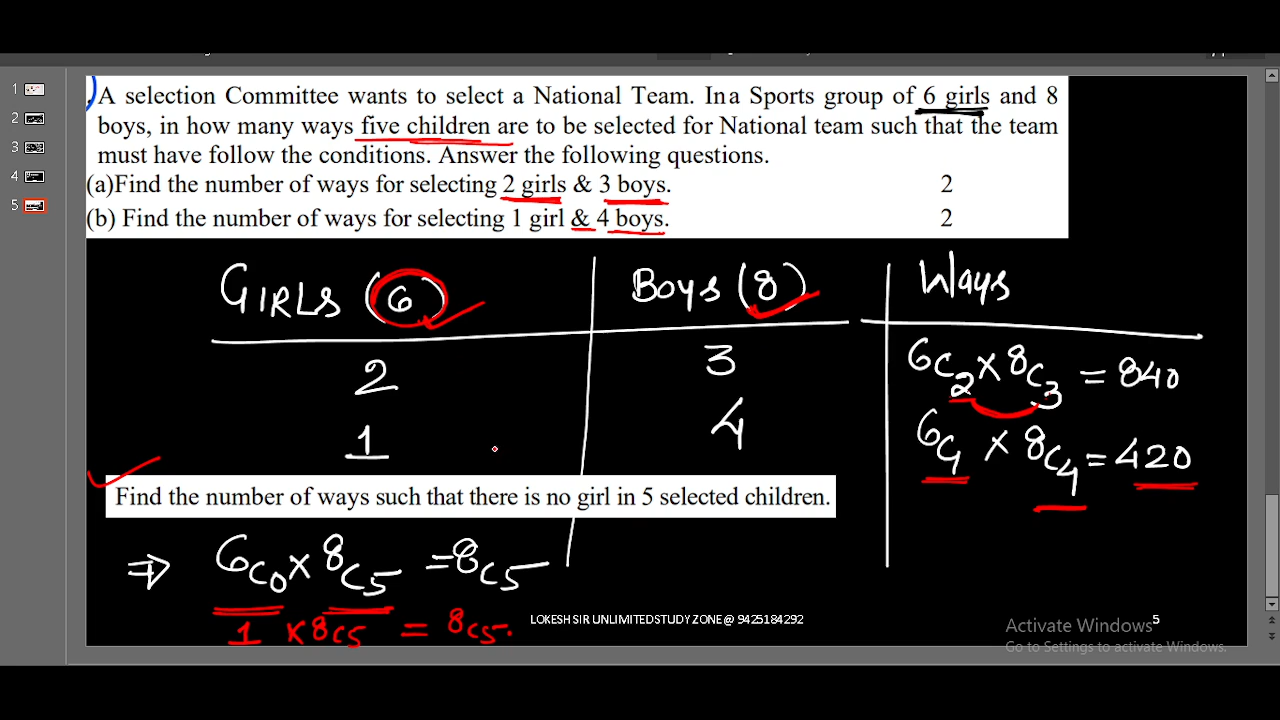 1
2
3
4
5
A selection Committee wants to select a National Team. In a Sports group of 6 girls and 8
boys, in how many ways five children are to be selected for National team such that the team
must have follow the conditions. Answer the following questions.
(a)Find the number of ways for selecting 2 girls & 3 boys. 2
(b) Find the number of ways for selecting 1 girl & 4 boys. 2
GIRLS (6) Boys (8) Ways
2 3 6C2 x 8C3 = 840
1 4 6C1 x 8C4 = 420
Find the number of ways such that there is no girl in 5 selected children.
⇒ 6C0 x 8C5 = 8C5
1 x 8C5 = 8C5.
LOKESH SIR UNLIMITED STUDY ZONE @ 9425184292
5
Activate Windows
Go to Settings to activate Windows.